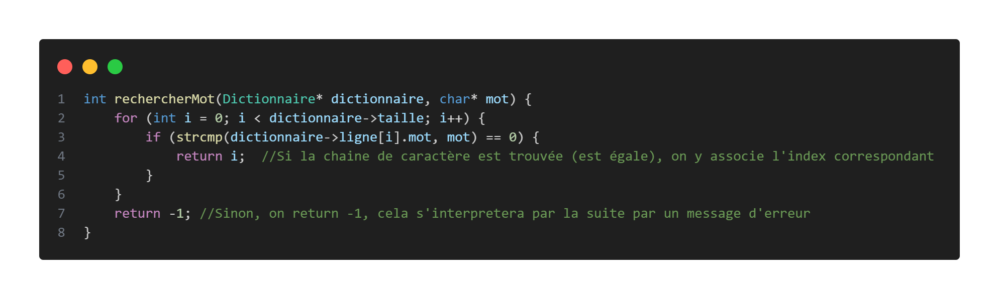 1 int rechercherMot(Dictionnaire* dictionnaire, char* mot) {
2 for (int i = 0; i < dictionnaire->taille; i++) {
3 if (strcmp(dictionnaire->ligne[i].mot, mot) == 0) {
4 return i; //Si la chaine de caractère est trouvée (est égale), on y associe l'index correspondant
5 }
6 }
7 return -1; //Sinon, on return -1, cela s'interpretera par la suite par un message d'erreur
8 }